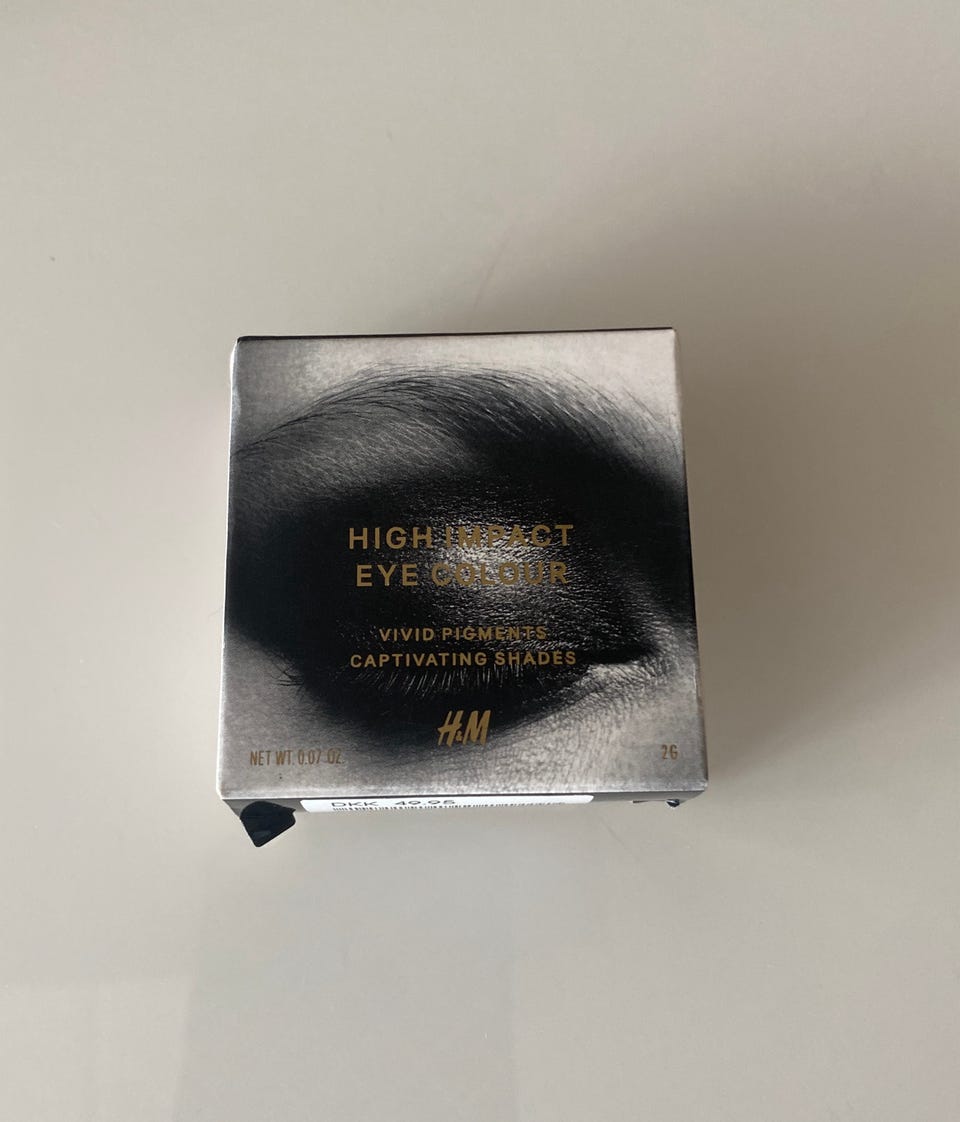 HIGH IMPACT
EYE COLOUR
VIVID PIGMENTS
CAPTIVATING SHADES
H&M
NET WT. 0.07 OZ.
2G
DKK 49.95